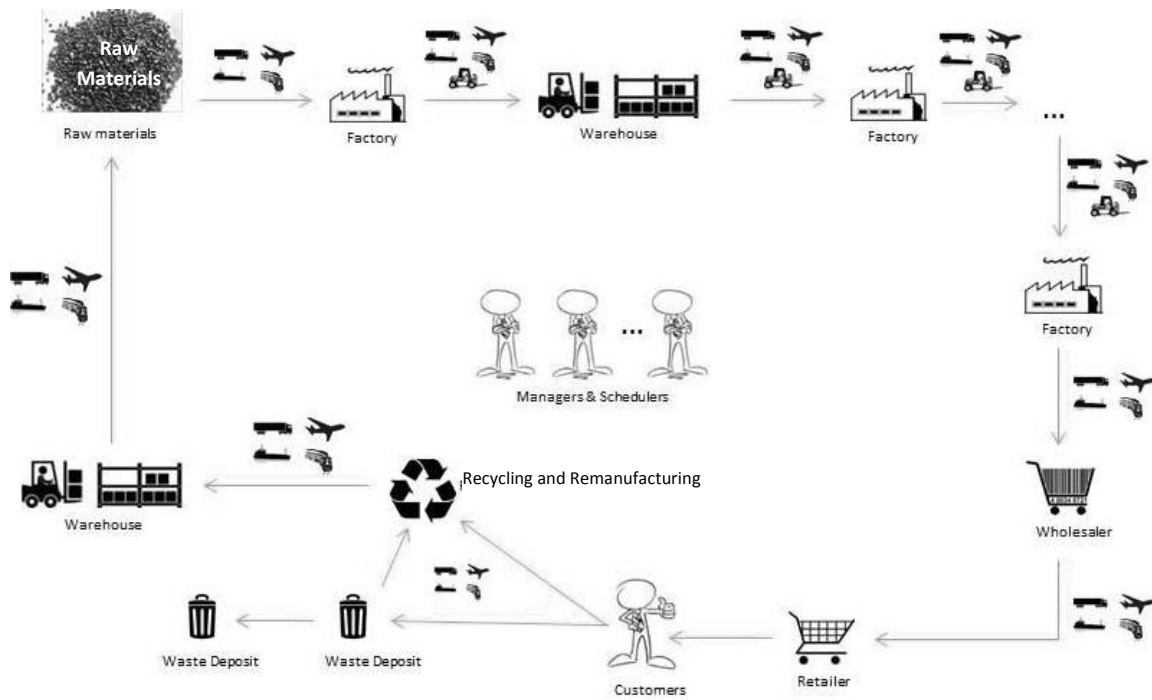 Raw
Materials
Raw materials
Factory
Warehouse
Factory
...
Factory
...
Managers & Schedulers
Recycling and Remanufacturing
Warehouse
Wholesaler
Waste Deposit
Waste Deposit
Customers
Retailer